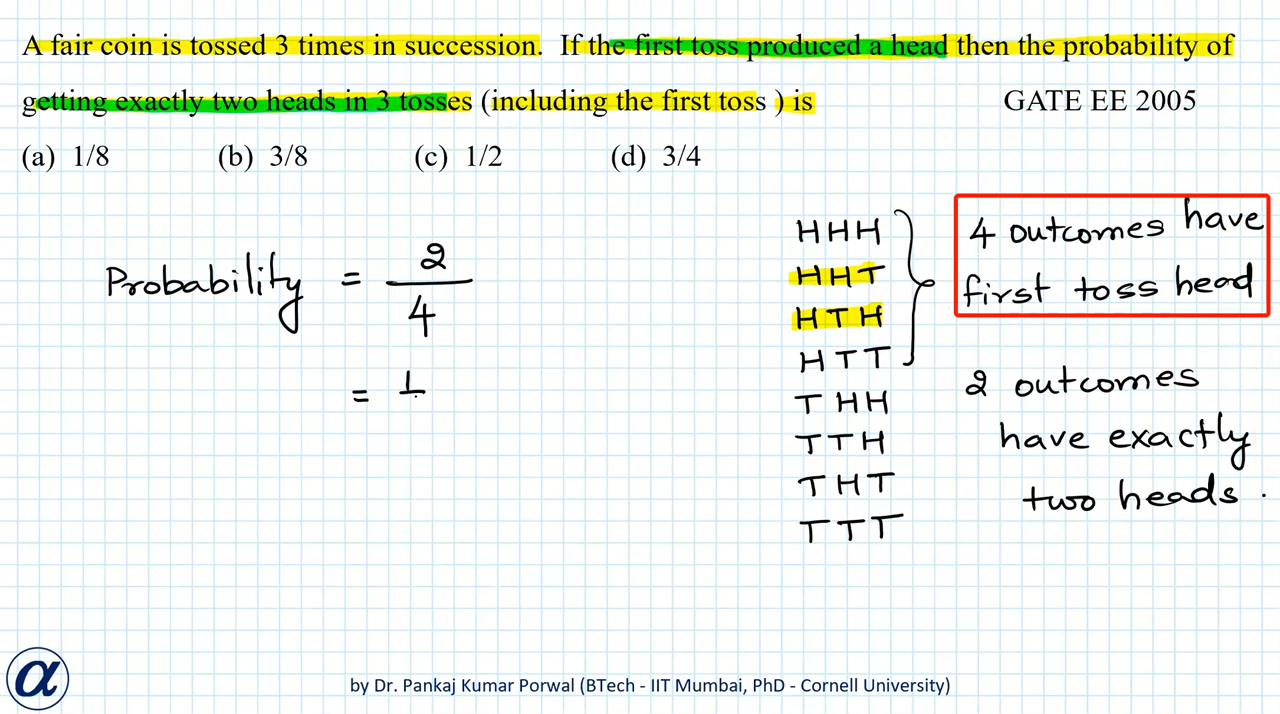 A fair coin is tossed 3 times in succession. If the first toss produced a head then the probability of
getting exactly two heads in 3 tosses (including the first toss ) is GATE EE 2005
(a) 1/8 (b) 3/8 (c) 1/2 (d) 3/4
Probability = 2/4
= 1
HHH
HHT
HTH
HTT
THH
TTH
THT
TTT
4 outcomes have
first toss head
2 outcomes
have exactly
two heads.
α
by Dr. Pankaj Kumar Porwal (BTech - IIT Mumbai, PhD - Cornell University)